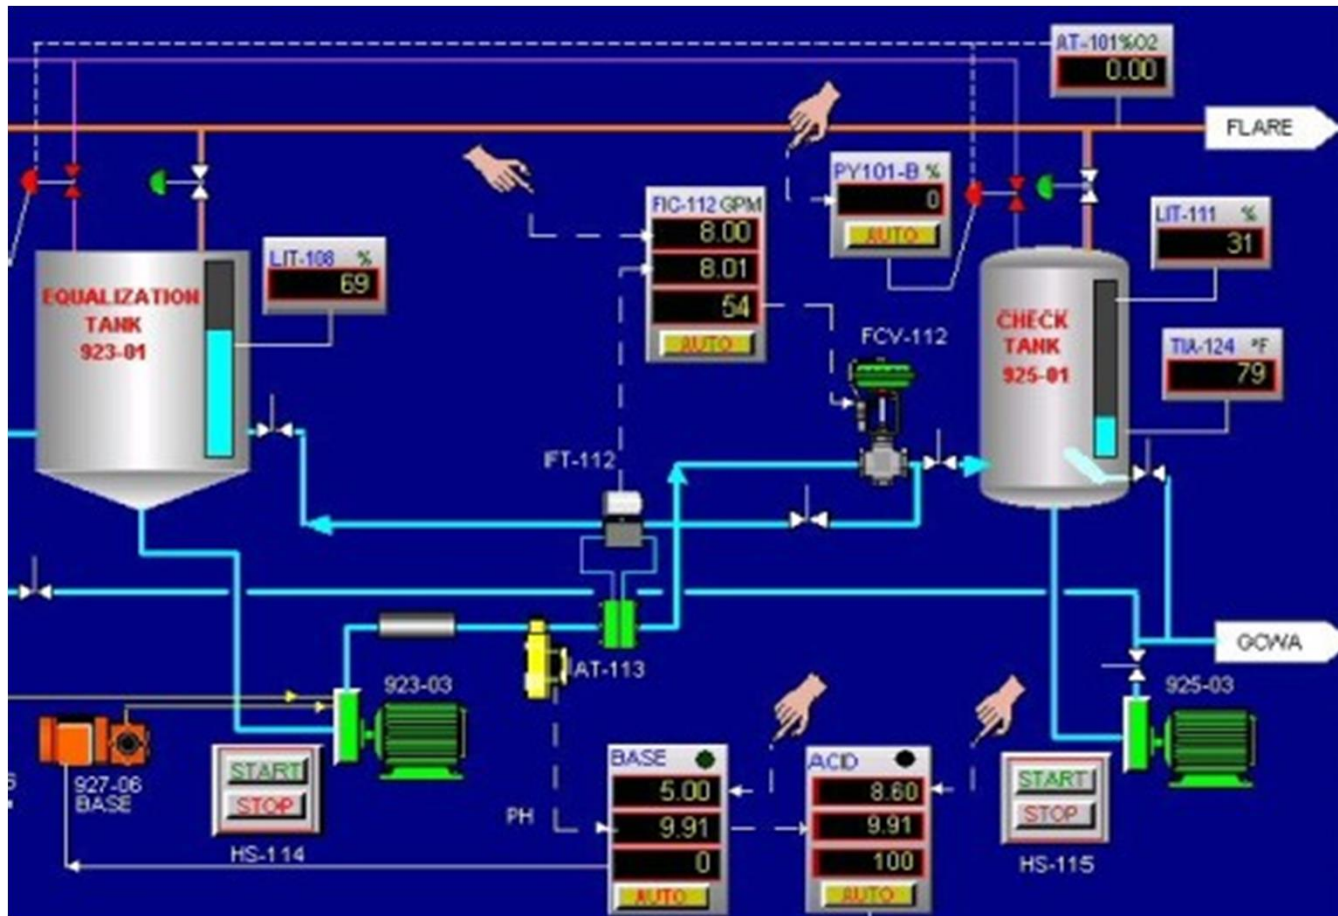 AT-101%O2
0.00
FLARE
PY101-B %
0
AUTO
FIC-112 GPM
8.00
8.01
54
AUTO
LIT-111 %
31
LIT-108 %
69
EQUALIZATION
TANK
923-01
CHECK
TANK
925-01
TIA-124 °F
79
FCV-112
IFT-112
GCWA
AT-113
923-03
925-03
927-06
BASE
START
STOP
HS-114
PH
BASE
5.00
9.91
0
AUTO
ACID
8.60
9.91
100
AUTO
START
STOP
HS-115